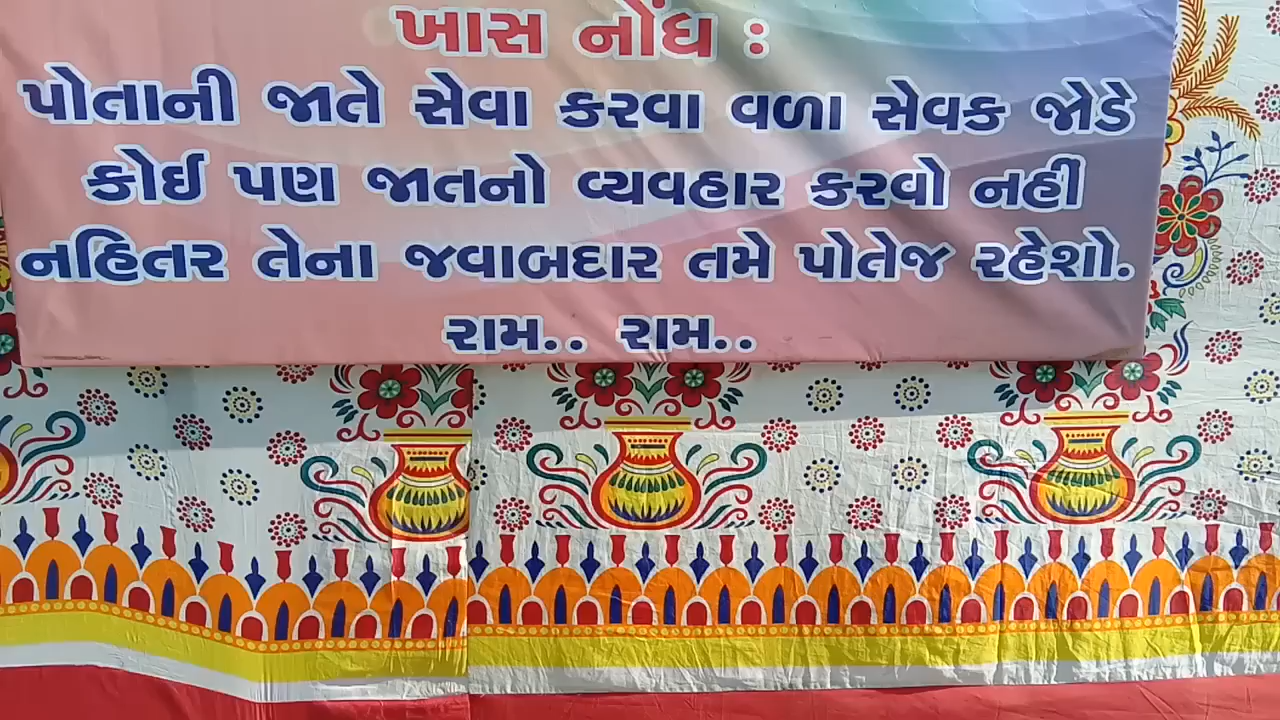 ખાસ નોંધ :
પોતાની જાતે સેવા કરવા વળા સેવક જોડે
કોઈ પણ જાતનો વ્યવહાર કરવો નહીં
નહિતર તેના જવાબદાર તમે પોતેજ રહેશો.
રામ.. રામ..